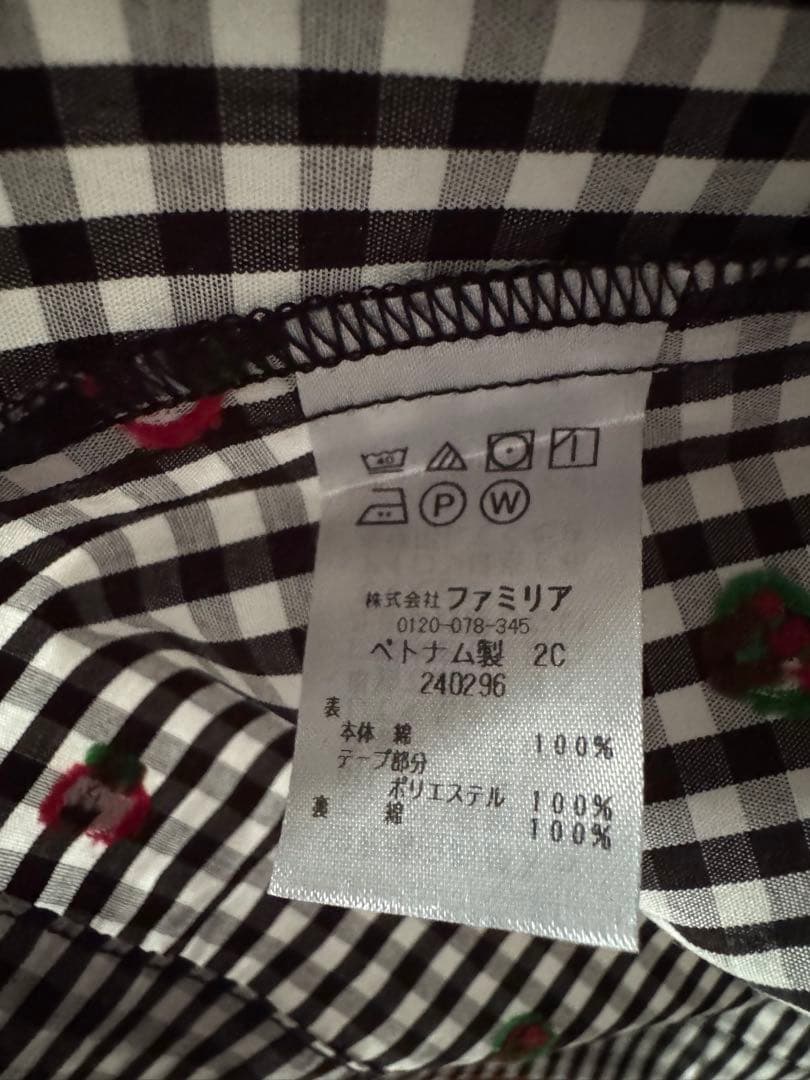 40
P W
株式会社 ファミリア
0120-078-345
ベトナム製 2C
240296
表
本体 綿 100%
テープ部分
ポリエステル 100%
裏 綿 100%